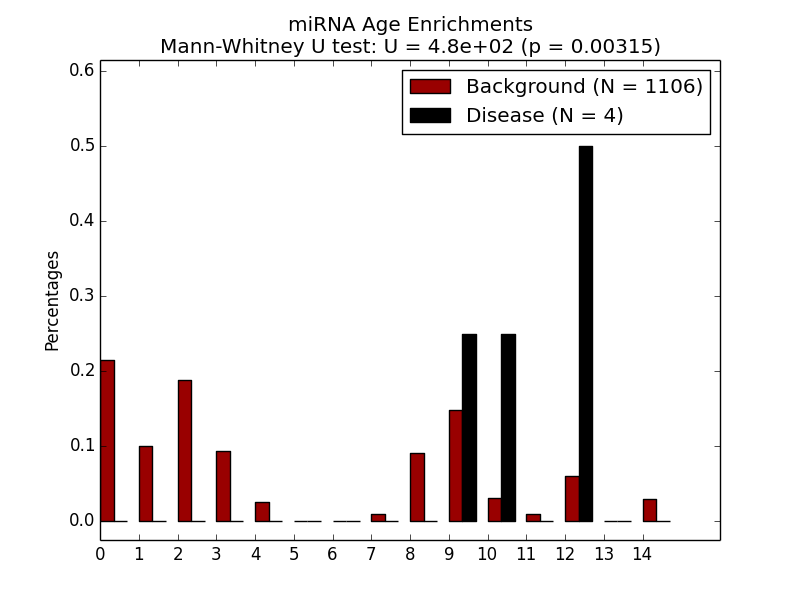 miRNA Age Enrichments
Mann-Whitney U test: U = 4.8e+02 (p = 0.00315)
Background (N = 1106)
Disease (N = 4)
Percentages
0.6
0.5
0.4
0.3
0.2
0.1
0.0
0 1 2 3 4 5 6 7 8 9 10 11 12 13 14